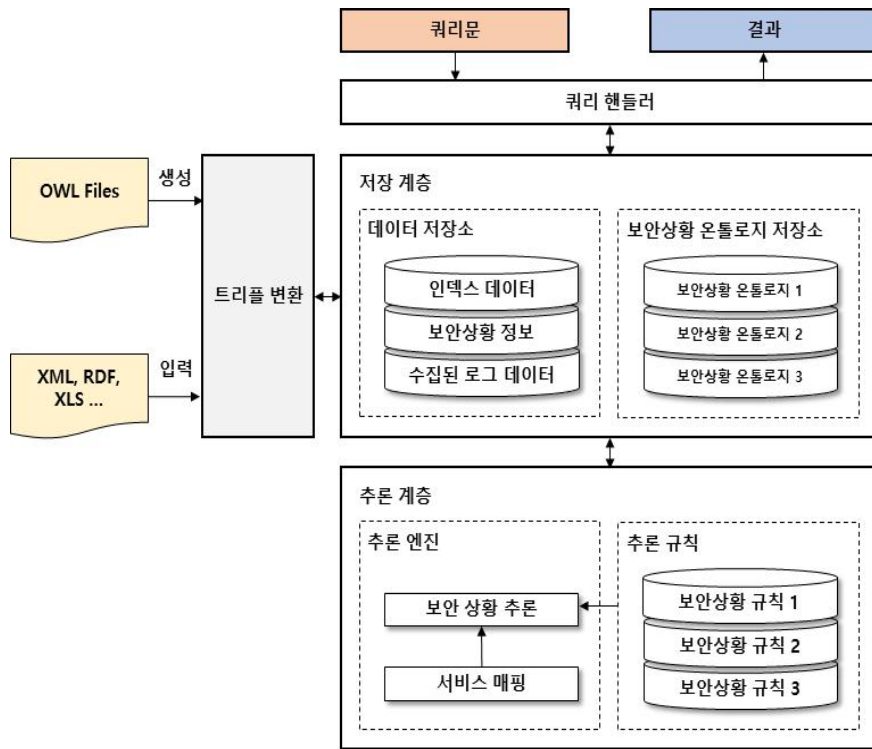 쿼리문
결과
쿼리 핸들러
OWL Files
생성
XML, RDF,
XLS ...
입력
트리플 변환
저장 계층
데이터 저장소
인덱스 데이터
보안상황 정보
수집된 로그 데이터
보안상황 온톨로지 저장소
보안상황 온톨로지 1
보안상황 온톨로지 2
보안상황 온톨로지 3
추론 계층
추론 엔진
보안 상황 추론
서비스 매핑
추론 규칙
보안상황 규칙 1
보안상황 규칙 2
보안상황 규칙 3